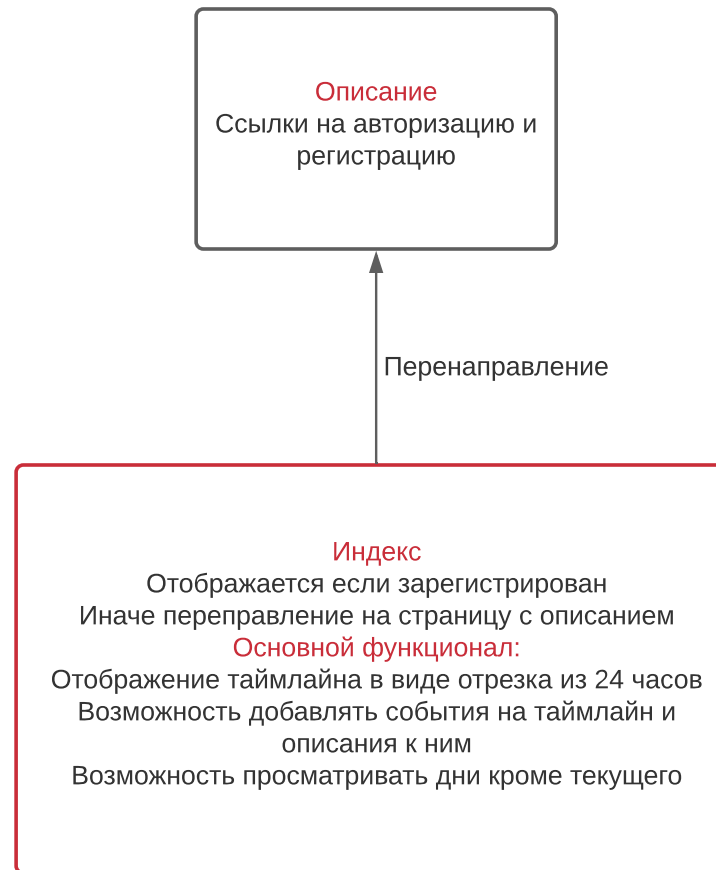 Описание
Ссылки на авторизацию и
регистрацию
Перенаправление
Индекс
Отображается если зарегистрирован
Иначе переправление на страницу с описанием
Основной функционал:
Отображение таймлайна в виде отрезка из 24 часов
Возможность добавлять события на таймлайн и
описания к ним
Возможность просматривать дни кроме текущего